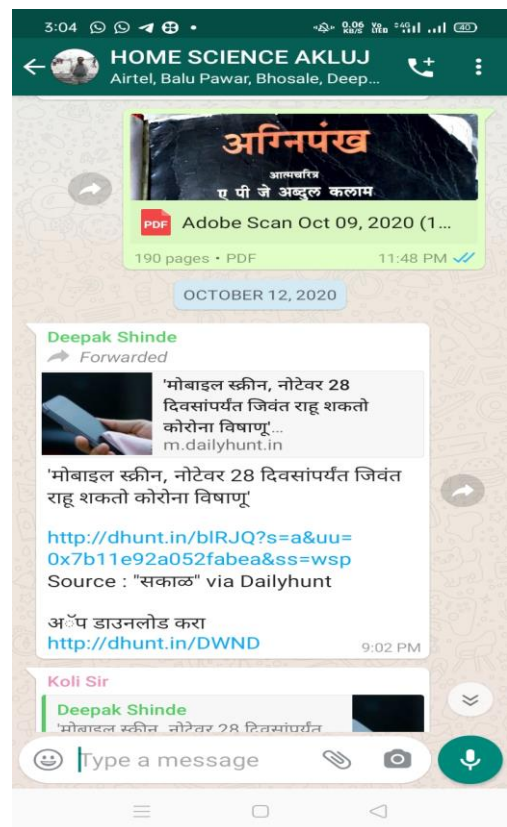 3:04
0.06 KB/S
40
HOME SCIENCE AKLUJ
Airtel, Balu Pawar, Bhosale, Deep...
अग्निपंख
आत्मचरित्र
ए पी जे अब्दुल कलाम
PDF Adobe Scan Oct 09, 2020 (1...
190 pages • PDF 11:48 PM
OCTOBER 12, 2020
Deepak Shinde
Forwarded
'मोबाइल स्क्रीन, नोटेवर 28
दिवसांपर्यंत जिवंत राहू शकतो
कोरोना विषाणू'...
m.dailyhunt.in
'मोबाइल स्क्रीन, नोटेवर 28 दिवसांपर्यंत जिवंत
राहू शकतो कोरोना विषाणू'
http://dhunt.in/blRJQ?s=a&uu=
0x7b11e92a052fabea&ss=wsp
Source : "सकाळ" via Dailyhunt
अॅप डाउनलोड करा
http://dhunt.in/DWND 9:02 PM
Koli Sir
Deepak Shinde
'मोबाइल स्क्रीन, नोटेवर 28 दिवसांपर्यंत
Type a message